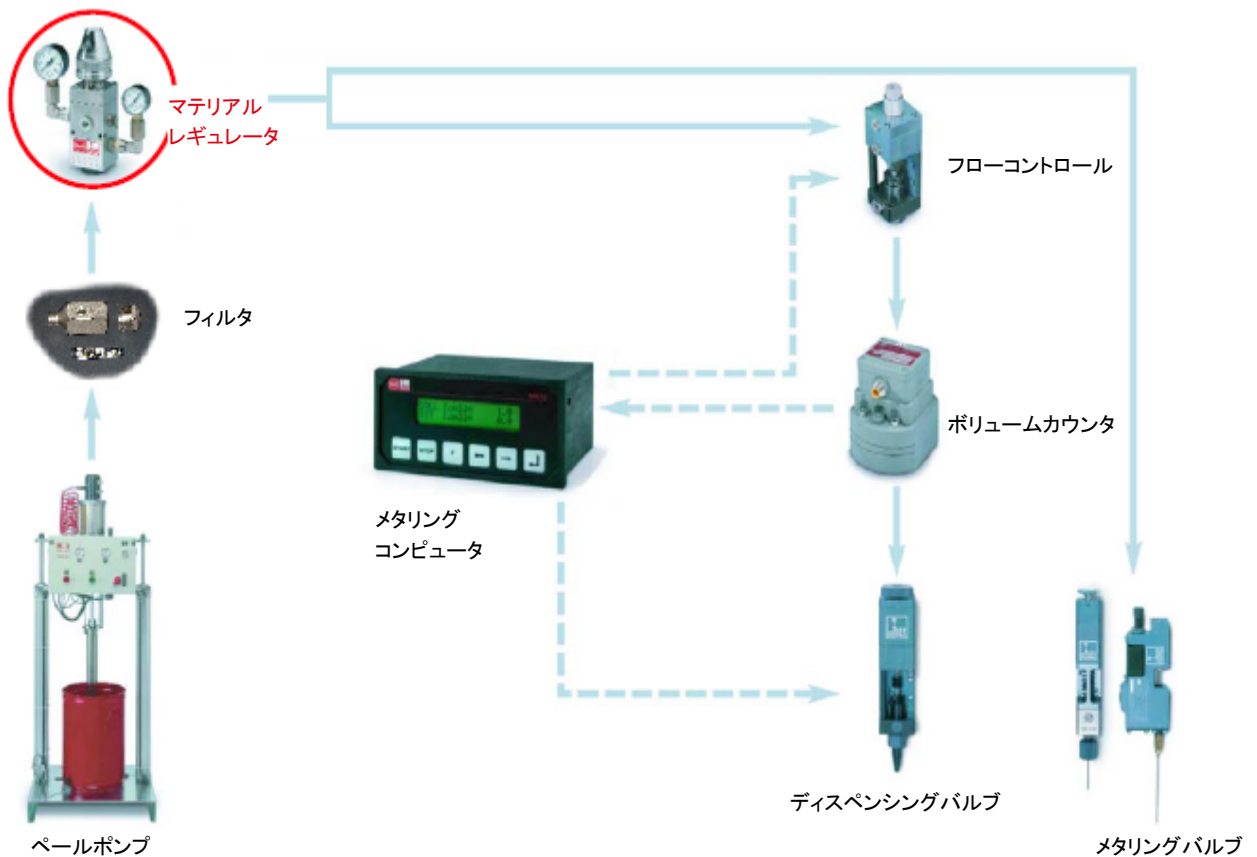 マテリアル
レギュレータ
フローコントロール
フィルタ
ボリュームカウンタ
メタリング
コンピュータ
START STOP
ディスペンシングバルブ
ペールポンプ
メタリングバルブ